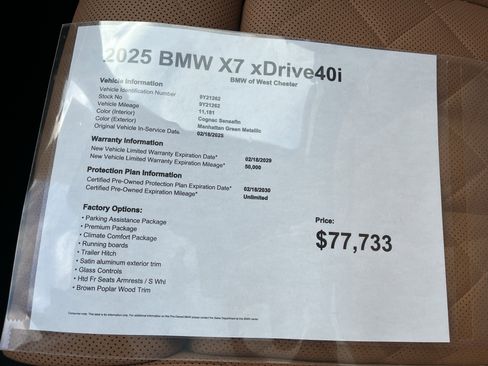 2025 BMW X7 xDrive40i
BMW of West Chester
Vehicle Information
Vehicle Identification Number 9Y21262
Stock No 9Y21262
Vehicle Mileage 11,181
Color (Interior) Cognac Sensafin
Color (Exterior) Manhattan Green Metallic
Original Vehicle In-Service Date 02/18/2025
Warranty Information
New Vehicle Limited Warranty Expiration Date* 02/18/2029
New Vehicle Limited Warranty Expiration Mileage* 50,000
Protection Plan Information
Certified Pre-Owned Protection Plan Expiration Date* 02/18/2030
Certified Pre-Owned Expiration Mileage* Unlimited
Factory Options:
• Parking Assistance Package
• Premium Package
• Climate Comfort Package
• Running boards
• Trailer Hitch
• Satin aluminum exterior trim
• Glass Controls
• Htd Fr Seats Armrests / S Whl
• Brown Poplar Wood Trim
Price:
$77,733